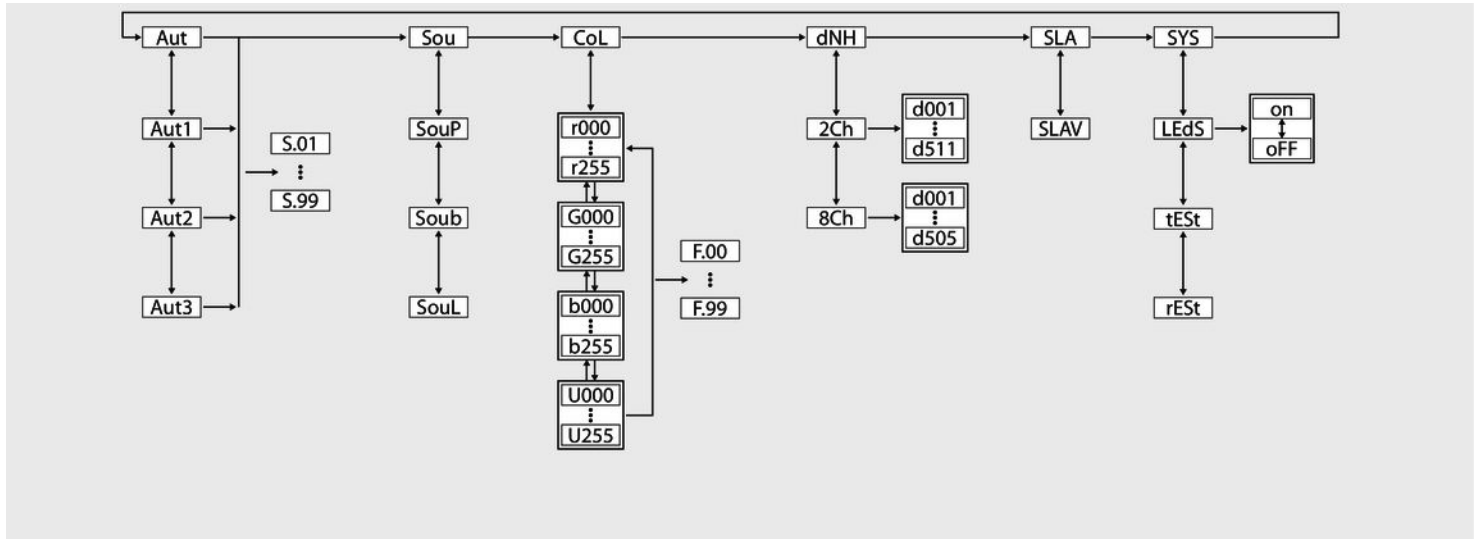 Aut Sou CoL dNH SLA SYS
Aut1 SouP r000 2Ch d001 SLAV LEdS on
S.01 r255 d511 oFF
S.99
Aut2 Soub G000 8Ch d001 tESt
G255 F.00 d505
Aut3 SouL b000 F.99 rESt
b255
U000
U255